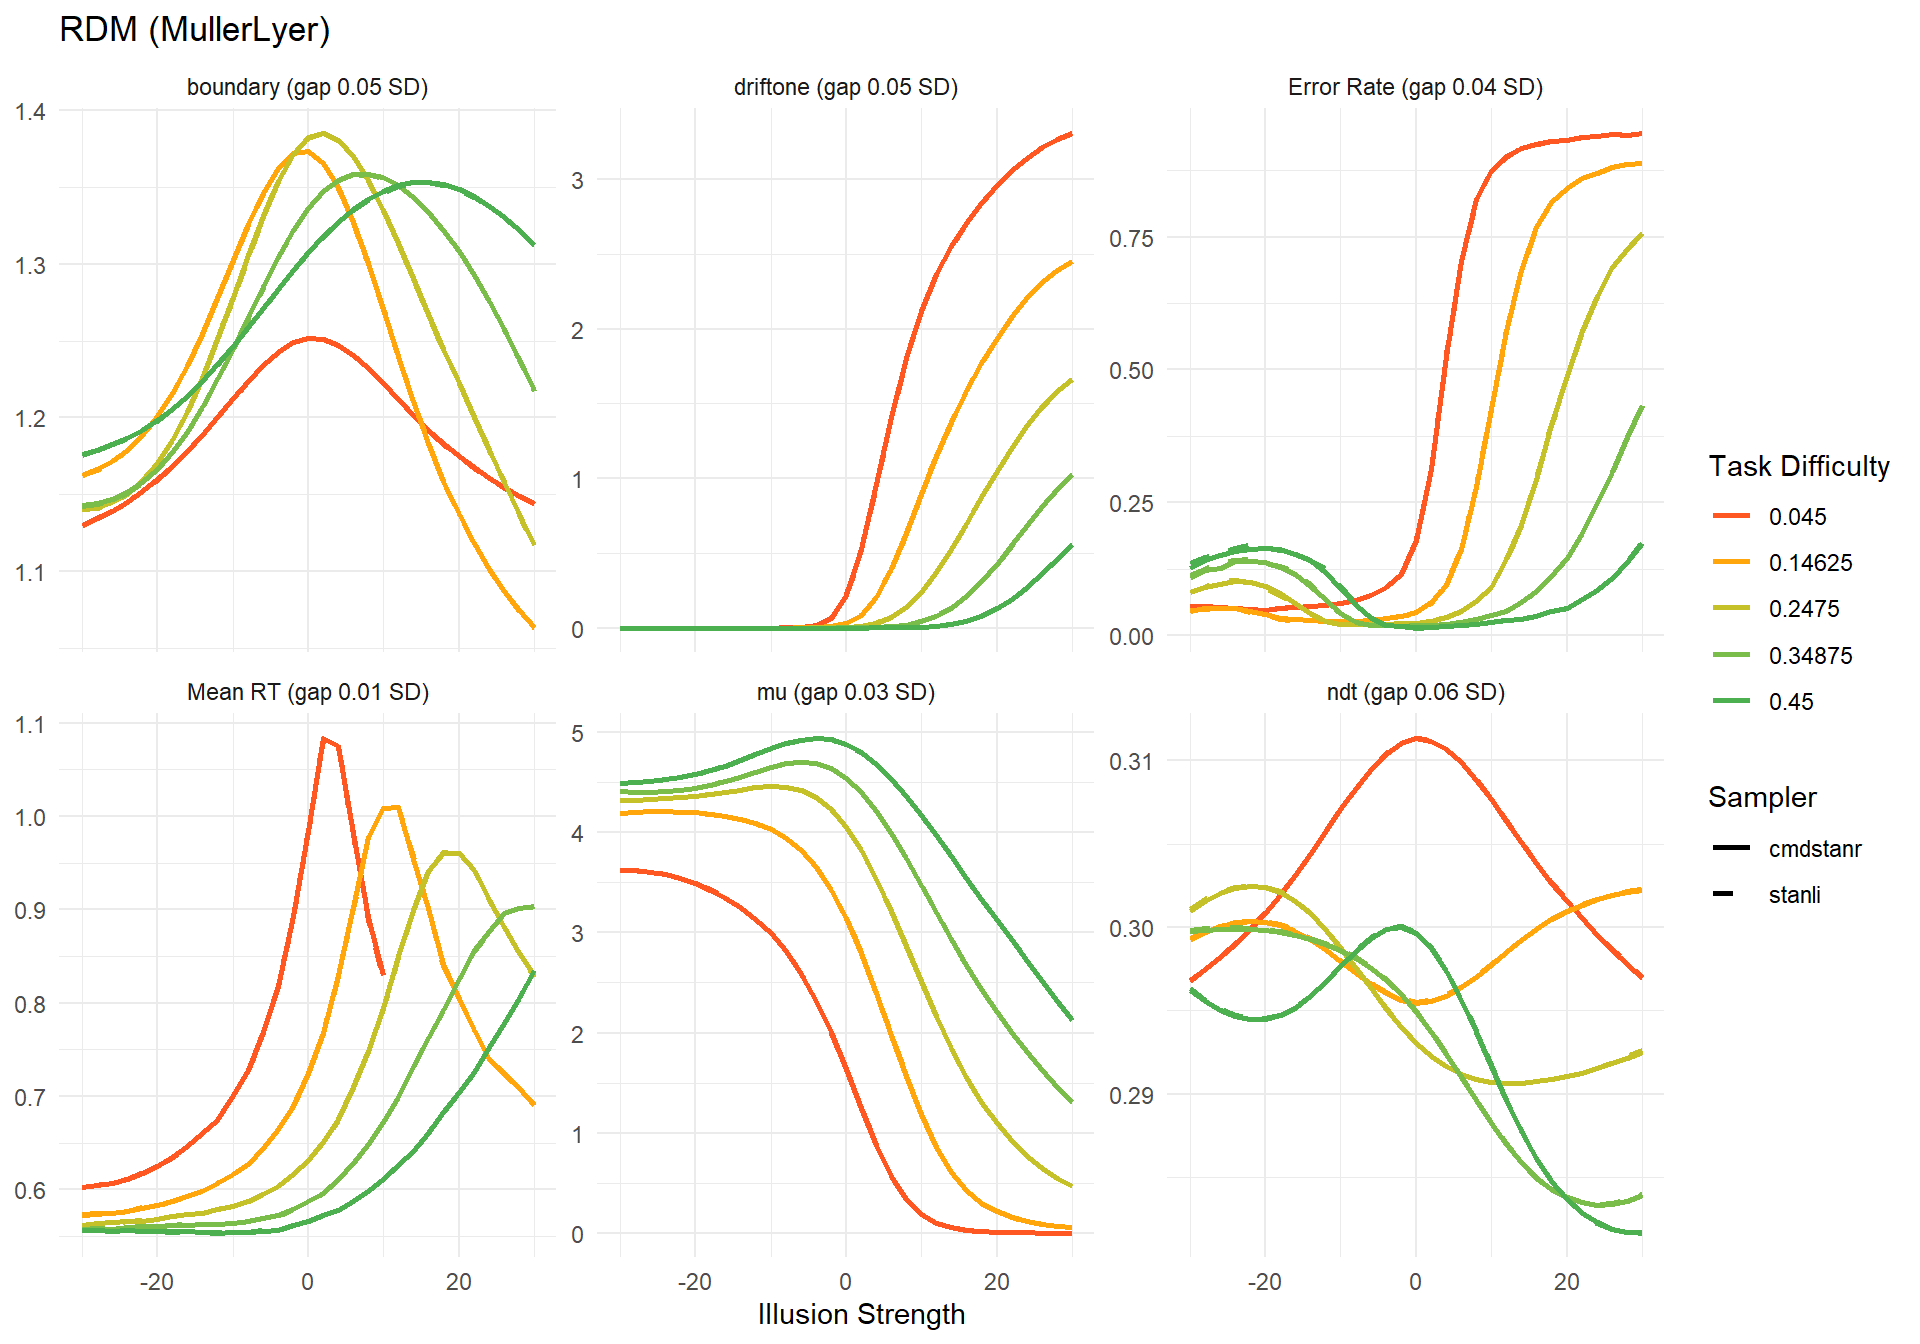 RDM (MullerLyer)
boundary (gap 0.05 SD)
driftone (gap 0.05 SD)
Error Rate (gap 0.04 SD)
1.4
1.3
1.2
1.1
3
2
1
0
0.75
0.50
0.25
0.00
Mean RT (gap 0.01 SD)
mu (gap 0.03 SD)
ndt (gap 0.06 SD)
1.1
1.0
0.9
0.8
0.7
0.6
5
4
3
2
1
0
0.31
0.30
0.29
-20 0 20
-20 0 20
-20 0 20
Illusion Strength
Task Difficulty
0.045
0.14625
0.2475
0.34875
0.45
Sampler
cmdstanr
stanli